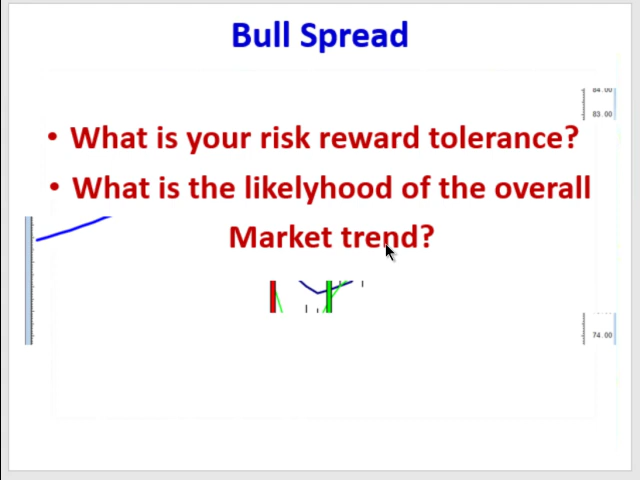 Bull Spread
84.00
83.00
• What is your risk reward tolerance?
• What is the likelyhood of the overall
Market trend?
74.00